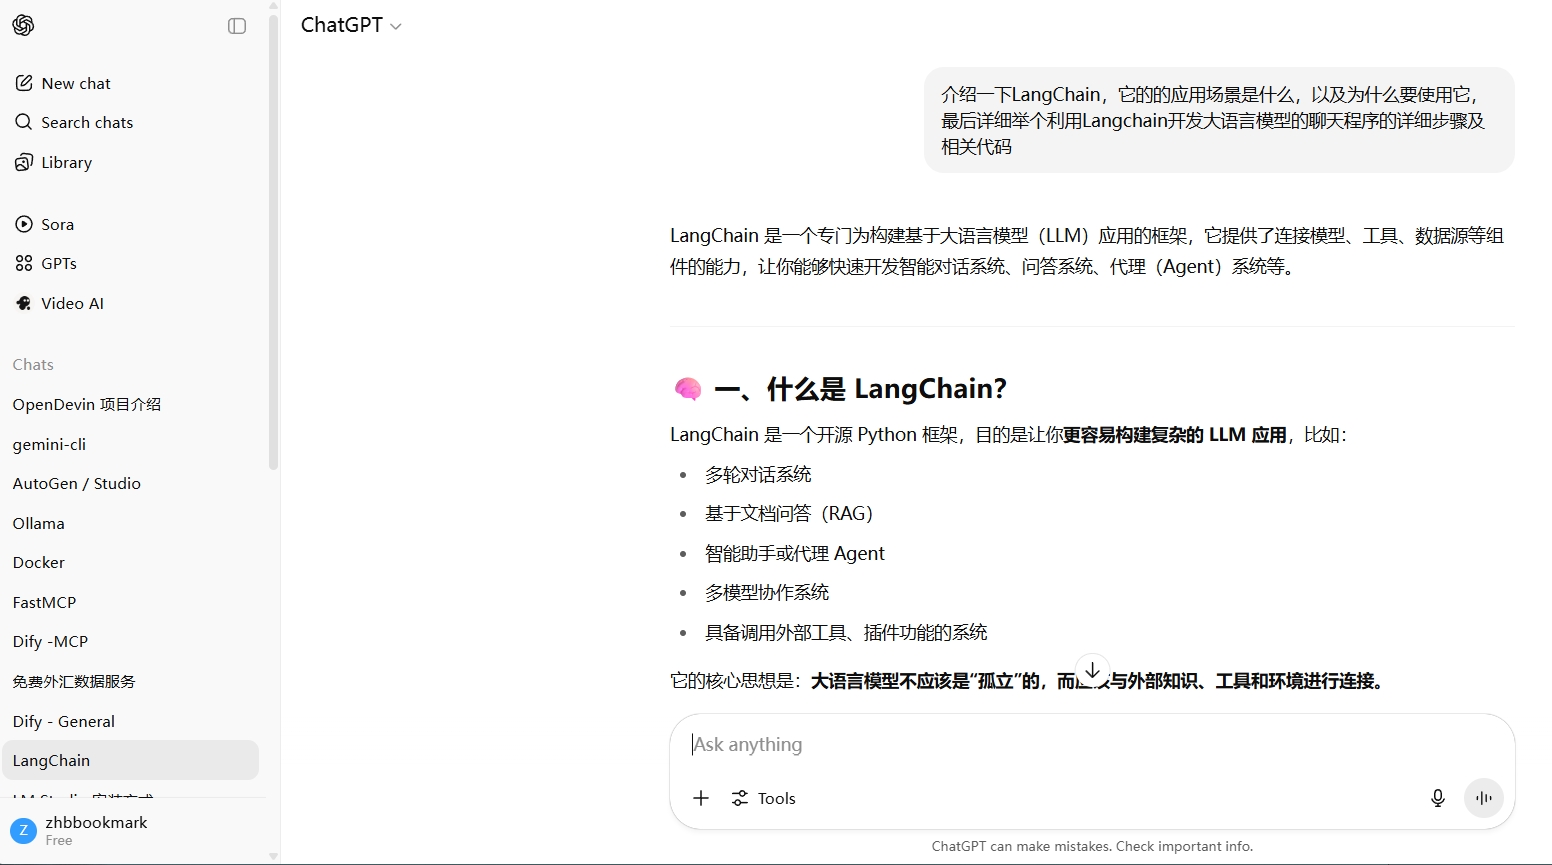 ChatGPT
New chat
Search chats
Library
Sora
GPTs
Video AI
Chats
OpenDevin 项目介绍
gemini-cli
AutoGen / Studio
Ollama
Docker
FastMCP
Dify -MCP
免费外汇数据服务
Dify - General
LangChain
Z
zhbbookmark
Free
介绍一下LangChain，它的的应用场景是什么，以及为什么要使用它，
最后详细举个利用Langchain开发大语言模型的聊天程序的详细步骤及
相关代码
LangChain 是一个专门为构建基于大语言模型（LLM）应用的框架，它提供了连接模型、工具、数据源等组
件的能力，让你能够快速开发智能对话系统、问答系统、代理（Agent）系统等。
一、什么是 LangChain？
LangChain 是一个开源 Python 框架，目的是让你更容易构建复杂的 LLM 应用，比如：
多轮对话系统
基于文档问答（RAG）
智能助手或代理 Agent
多模型协作系统
具备调用外部工具、插件功能的系统
它的核心思想是：大语言模型不应该是“孤立”的，而与外部知识、工具和环境进行连接。
Ask anything
Tools
ChatGPT can make mistakes. Check important info.